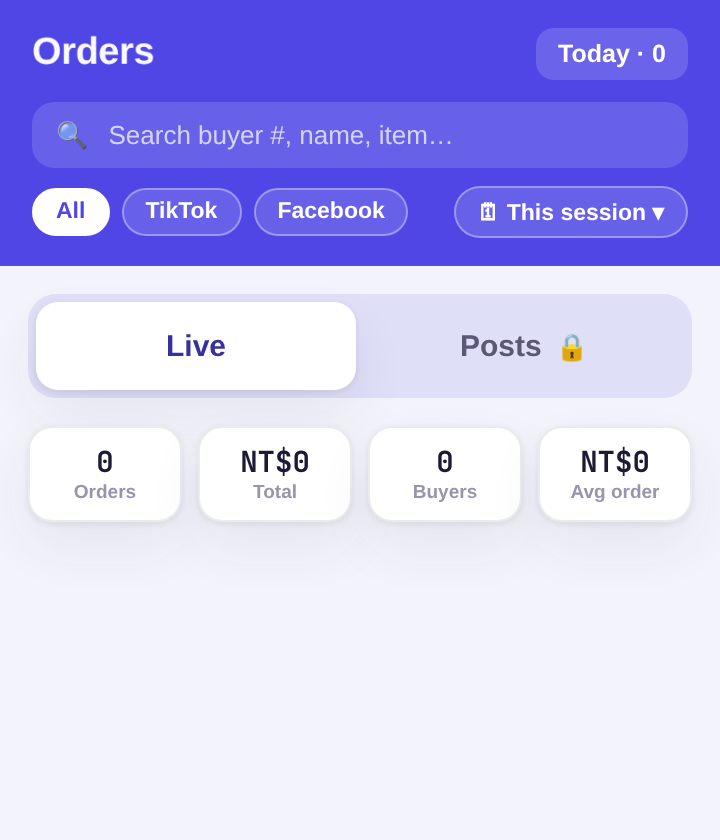 Orders
Today · 0
🔍 Search buyer #, name, item…
All
TikTok
Facebook
🗓 This session ▾
Live
Posts 🔒
0
Orders
NT$0
Total
0
Buyers
NT$0
Avg order